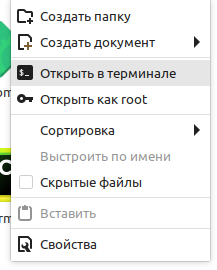 Создать папку
Создать документ
Открыть в терминале
Открыть как root
Сортировка
Выстроить по имени
Скрытые файлы
Вставить
Свойства